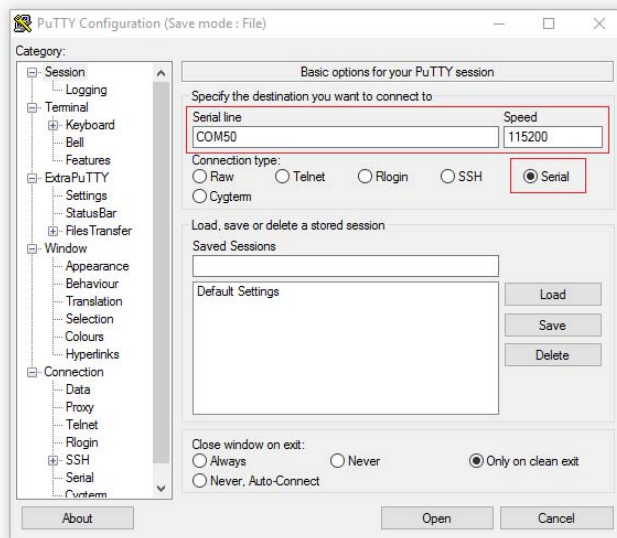 PuTTY Configuration (Save mode : File)
Category:
Session
Logging
Terminal
Keyboard
Bell
Features
ExtraPuTTY
Settings
StatusBar
FilesTransfer
Window
Appearance
Behaviour
Translation
Selection
Colours
Hyperlinks
Connection
Data
Proxy
Telnet
Rlogin
SSH
Serial
Cygterm
Basic options for your PuTTY session
Specify the destination you want to connect to
Serial line Speed
COM50 115200
Connection type:
Raw Telnet Rlogin SSH Serial
Cygterm
Load, save or delete a stored session
Saved Sessions
Default Settings
Load
Save
Delete
Close window on exit:
Always Never Only on clean exit
Never, Auto-Connect
About Open Cancel